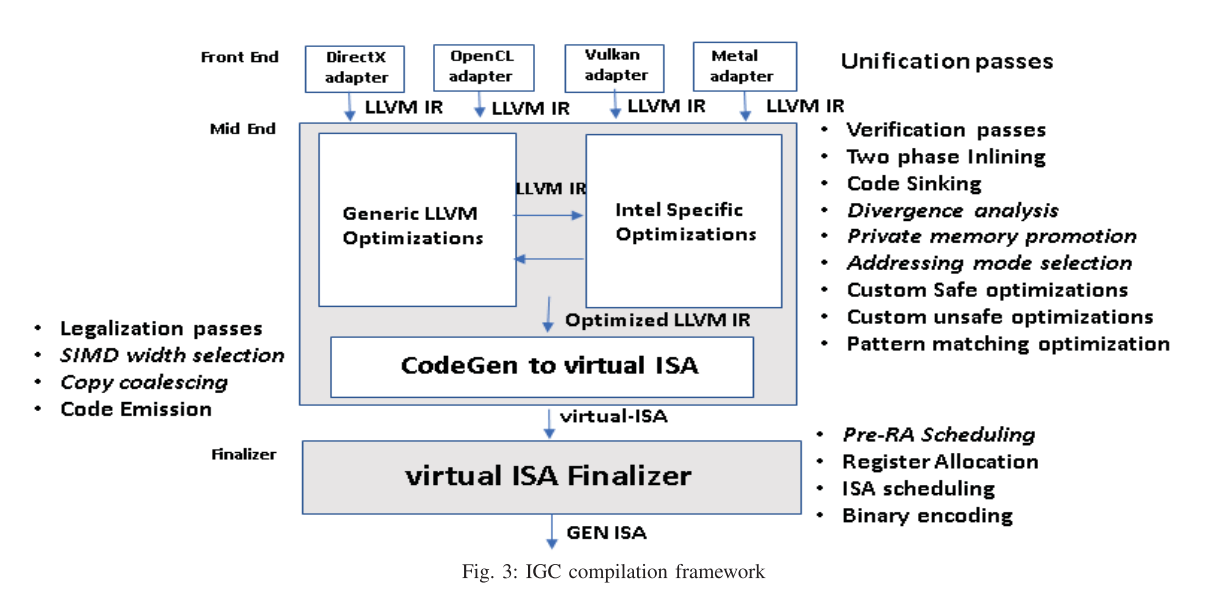 Front End
DirectX
adapter
OpenCL
adapter
Vulkan
adapter
Metal
adapter
Unification passes
LLVM IR
LLVM IR
LLVM IR
LLVM IR
Mid End
Generic LLVM
Optimizations
LLVM IR
Intel Specific
Optimizations
• Verification passes
• Two phase Inlining
• Code Sinking
• Divergence analysis
• Private memory promotion
• Addressing mode selection
• Custom Safe optimizations
• Custom unsafe optimizations
• Pattern matching optimization
Optimized LLVM IR
• Legalization passes
• SIMD width selection
• Copy coalescing
• Code Emission
CodeGen to virtual ISA
virtual-ISA
Finalizer
virtual ISA Finalizer
• Pre-RA Scheduling
• Register Allocation
• ISA scheduling
• Binary encoding
GEN ISA
Fig. 3: IGC compilation framework